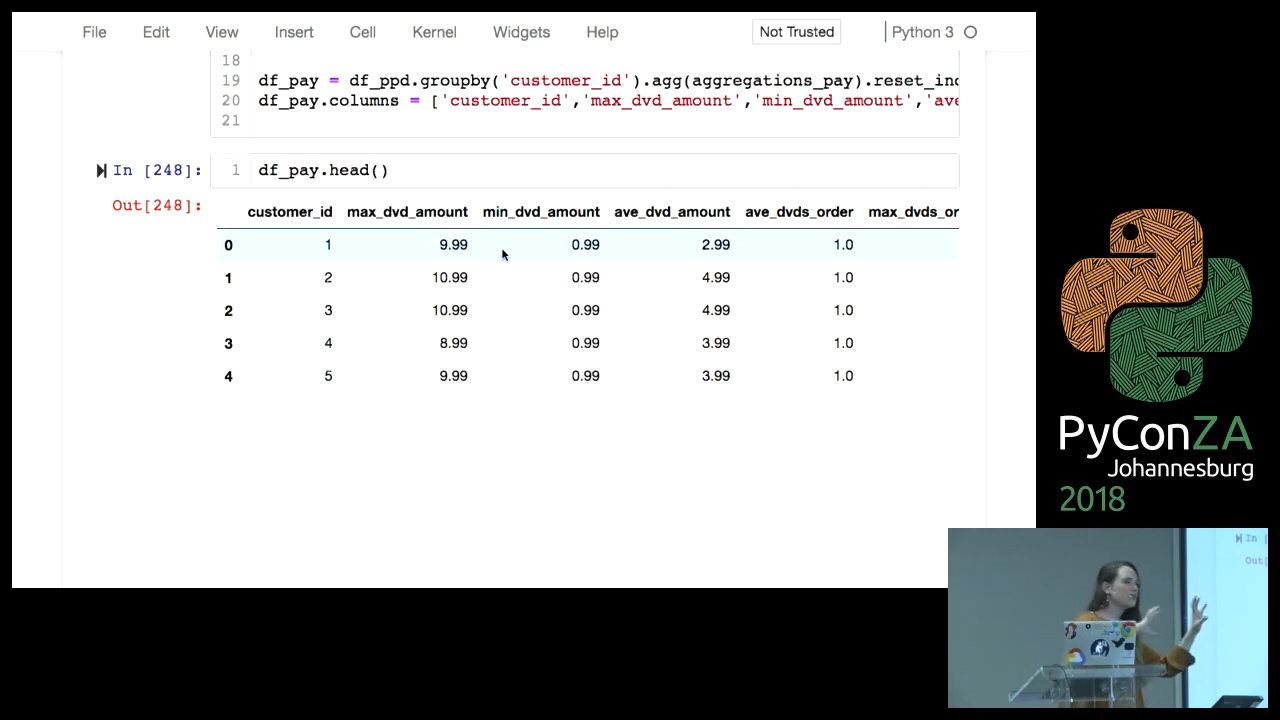 File Edit View Insert Cell Kernel Widgets Help Not Trusted Python 3
18
19 df_pay = df_ppd.groupby('customer_id').agg(aggregations_pay).reset_ind
20 df_pay.columns = ['customer_id','max_dvd_amount','min_dvd_amount','ave
21
In [248]: 1 df_pay.head()
Out[248]:
customer_id max_dvd_amount min_dvd_amount ave_dvd_amount ave_dvds_order max_dvds_or
0 1 9.99 0.99 2.99 1.0
1 2 10.99 0.99 4.99 1.0
2 3 10.99 0.99 4.99 1.0
3 4 8.99 0.99 3.99 1.0
4 5 9.99 0.99 3.99 1.0
PyConZA
Johannesburg
2018
In [
Out[